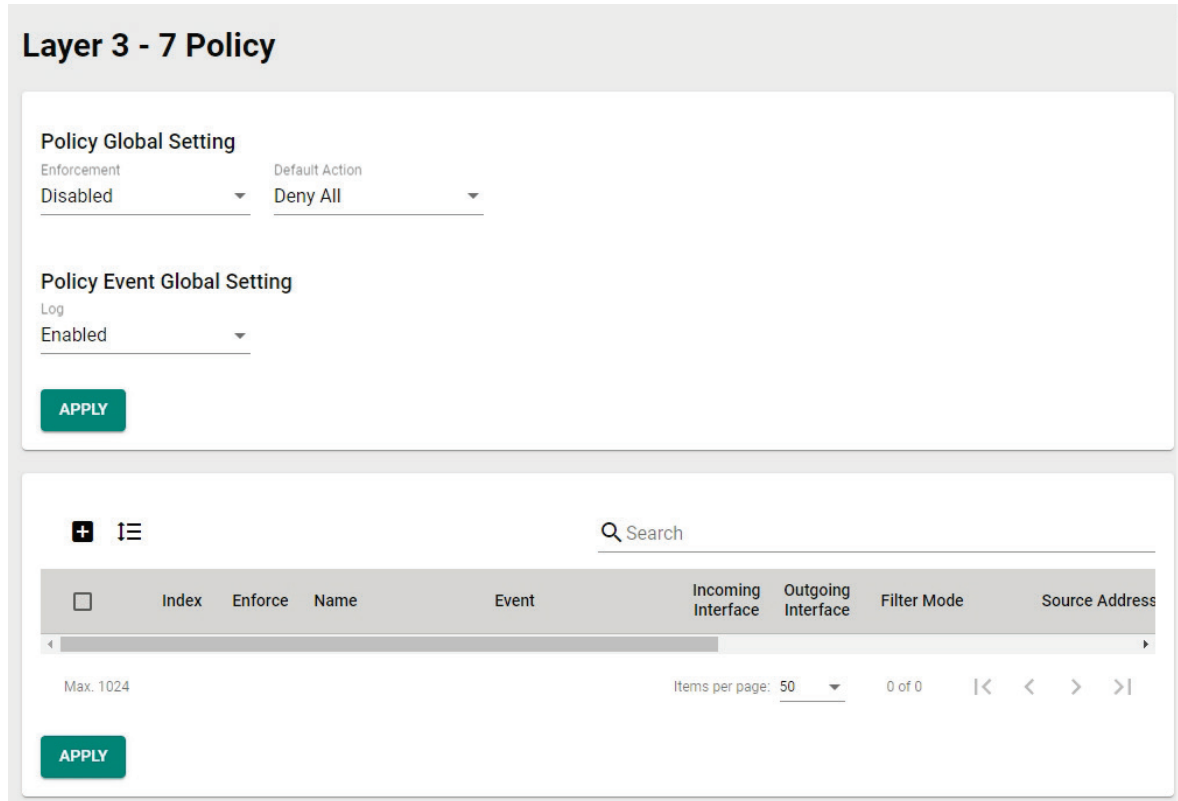 Layer 3 - 7 Policy
Policy Global Setting
Enforcement Default Action
Disabled Deny All
Policy Event Global Setting
Log
Enabled
APPLY
Search
Index Enforce Name Event Incoming Interface Outgoing Interface Filter Mode Source Address
Max. 1024 Items per page: 50 0 of 0
APPLY